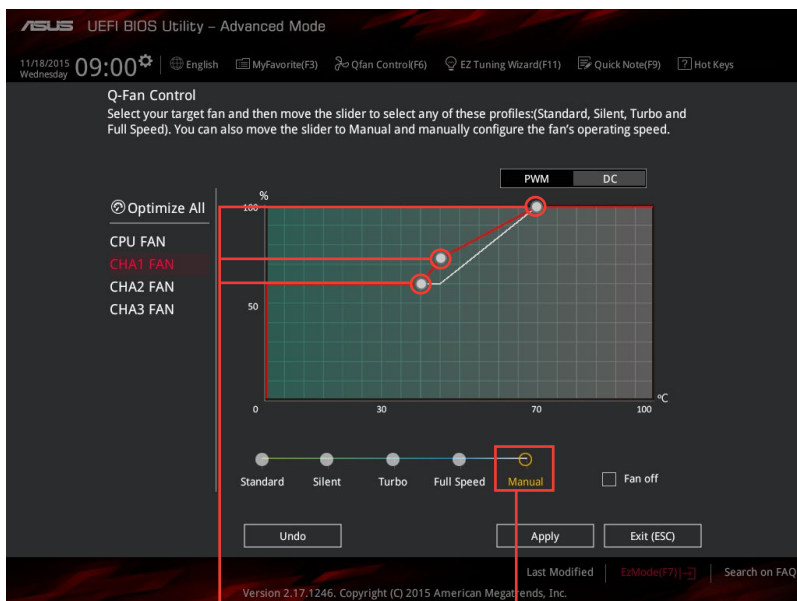 ASUS UEFI BIOS Utility – Advanced Mode
11/18/2015 Wednesday 09:00 English MyFavorite(F3) Qfan Control(F6) EZ Tuning Wizard(F11) Quick Note(F9) ? Hot Keys
Q-Fan Control
Select your target fan and then move the slider to select any of these profiles:(Standard, Silent, Turbo and
Full Speed). You can also move the slider to Manual and manually configure the fan's operating speed.
PWM DC
%
100
Optimize All
CPU FAN
CHA1 FAN
CHA2 FAN
CHA3 FAN
50
°C
0 30 70 100
Standard Silent Turbo Full Speed Manual
Fan off
Undo Apply Exit (ESC)
Last Modified EzMode(F7) Search on FAQ
Version 2.17.1246. Copyright (C) 2015 American Megatrends, Inc.